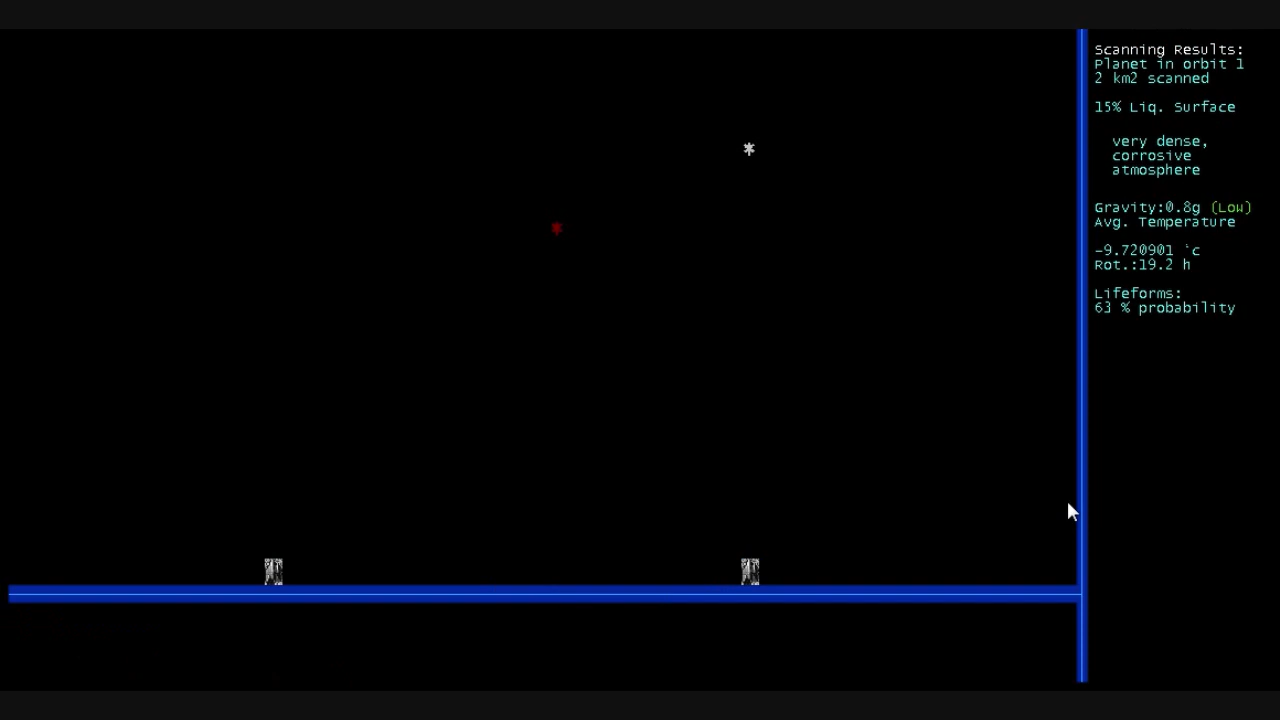 Scanning Results:
Planet in orbit 1
2 km2 scanned
15% Liq. Surface
very dense,
corrosive
atmosphere
Gravity:0.8g (Low)
Avg. Temperature
-9.720901 `c
Rot.:19.2 h
Lifeforms:
63 % probability